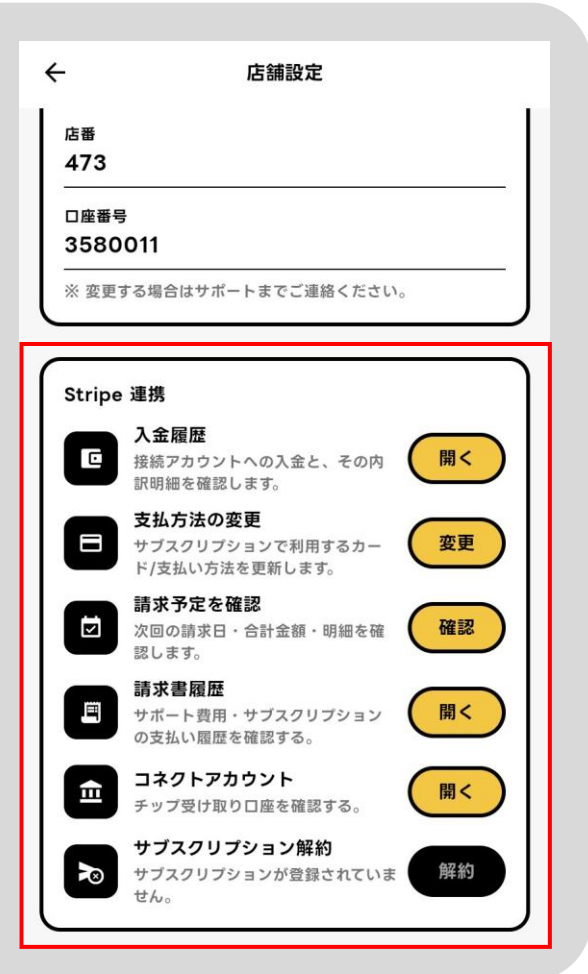 店舗設定
店番
473
口座番号
3580011
※ 変更する場合はサポートまでご連絡ください。
Stripe 連携
入金履歴
接続アカウントへの入金と、その内
訳明細を確認します。
開く
支払方法の変更
サブスクリプションで利用するカー
ド/支払い方法を更新します。
変更
請求予定を確認
次回の請求日・合計金額・明細を確
認します。
確認
請求書履歴
サポート費用・サブスクリプション
の支払い履歴を確認する。
開く
コネクトアカウント
チップ受け取り口座を確認する。
開く
サブスクリプション解約
サブスクリプションが登録されていま
せん。
解約